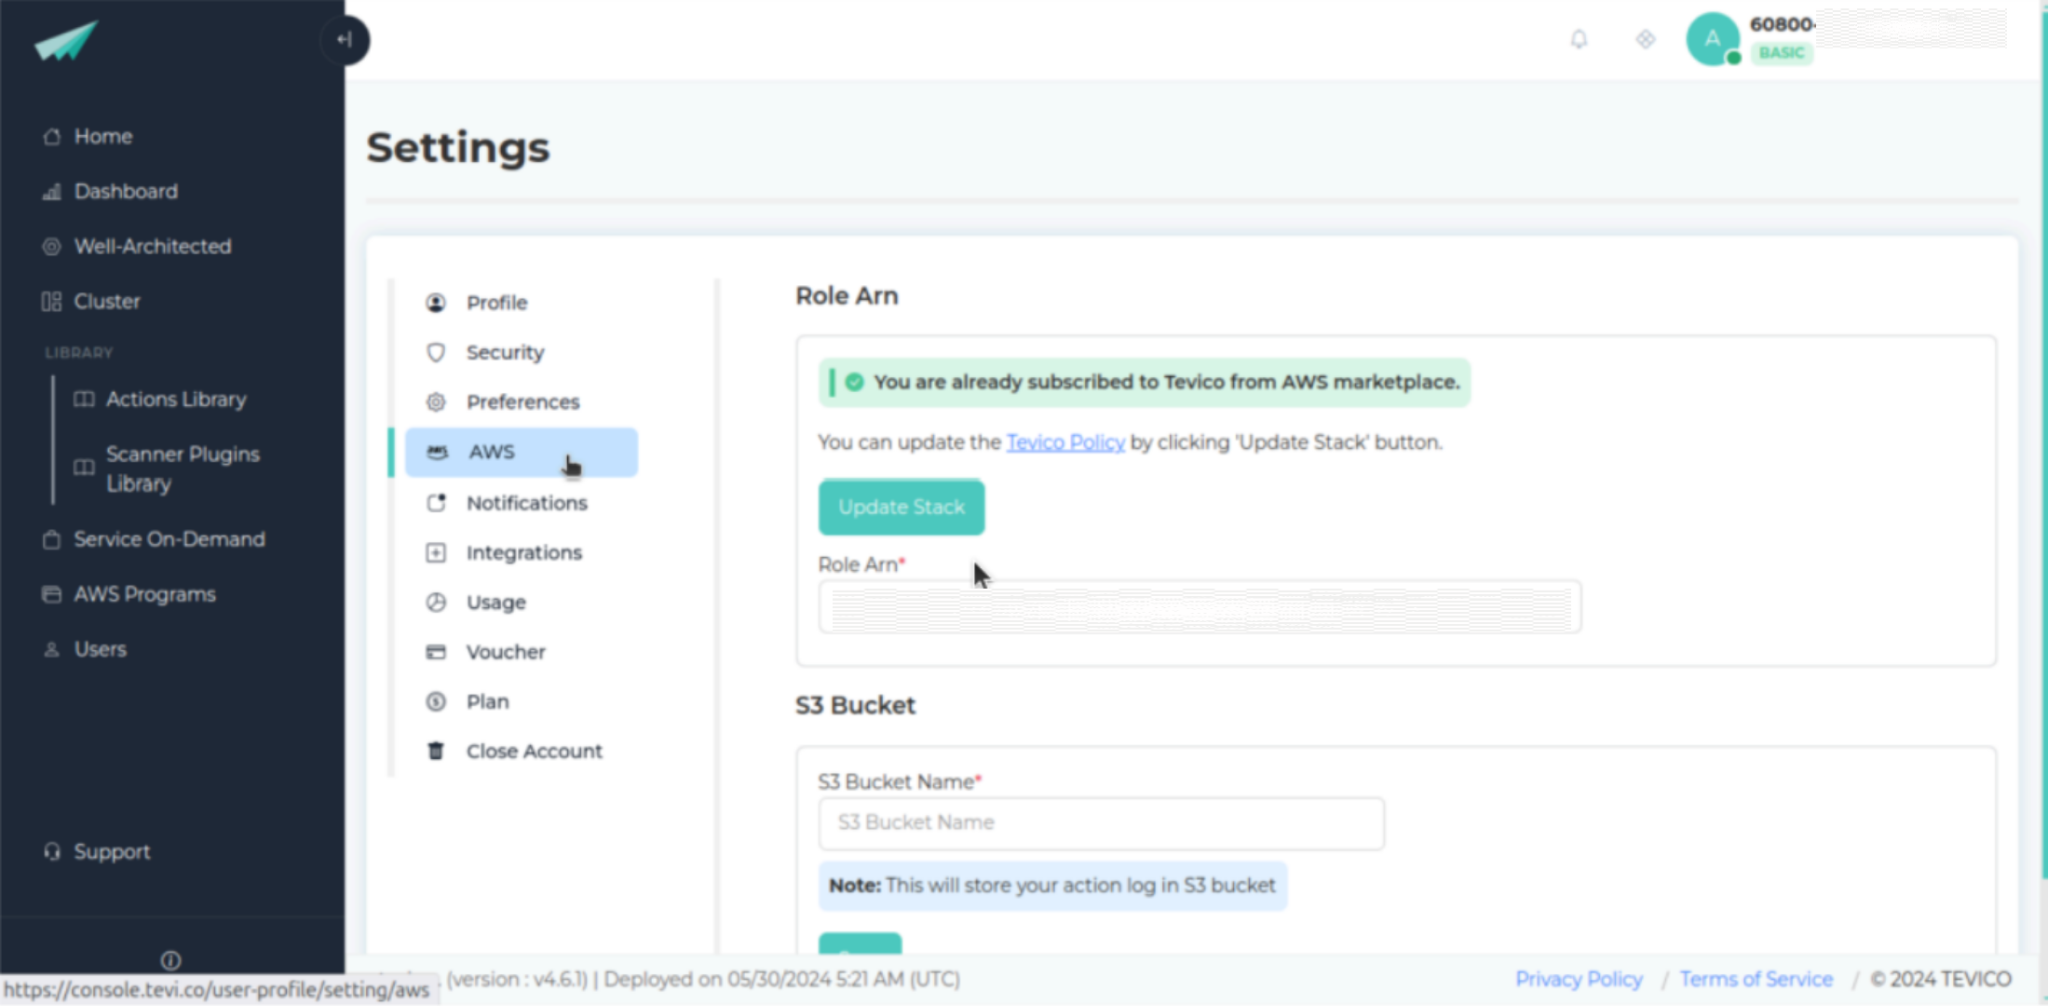 60800-
A
BASIC
Home
Dashboard
Well-Architected
Cluster
LIBRARY
Actions Library
Scanner Plugins
Library
Service On-Demand
AWS Programs
Users
Support
Settings
Profile
Security
Preferences
AWS
Notifications
Integrations
Usage
Voucher
Plan
Close Account
Role Arn
You are already subscribed to Tevico from AWS marketplace.
You can update the Tevico Policy by clicking 'Update Stack' button.
Update Stack
Role Arn*
S3 Bucket
S3 Bucket Name*
S3 Bucket Name
Note: This will store your action log in S3 bucket
(version : v4.6.1) | Deployed on 05/30/2024 5:21 AM (UTC)
Privacy Policy / Terms of Service / © 2024 TEVICO
https://console.tevi.co/user-profile/setting/aws